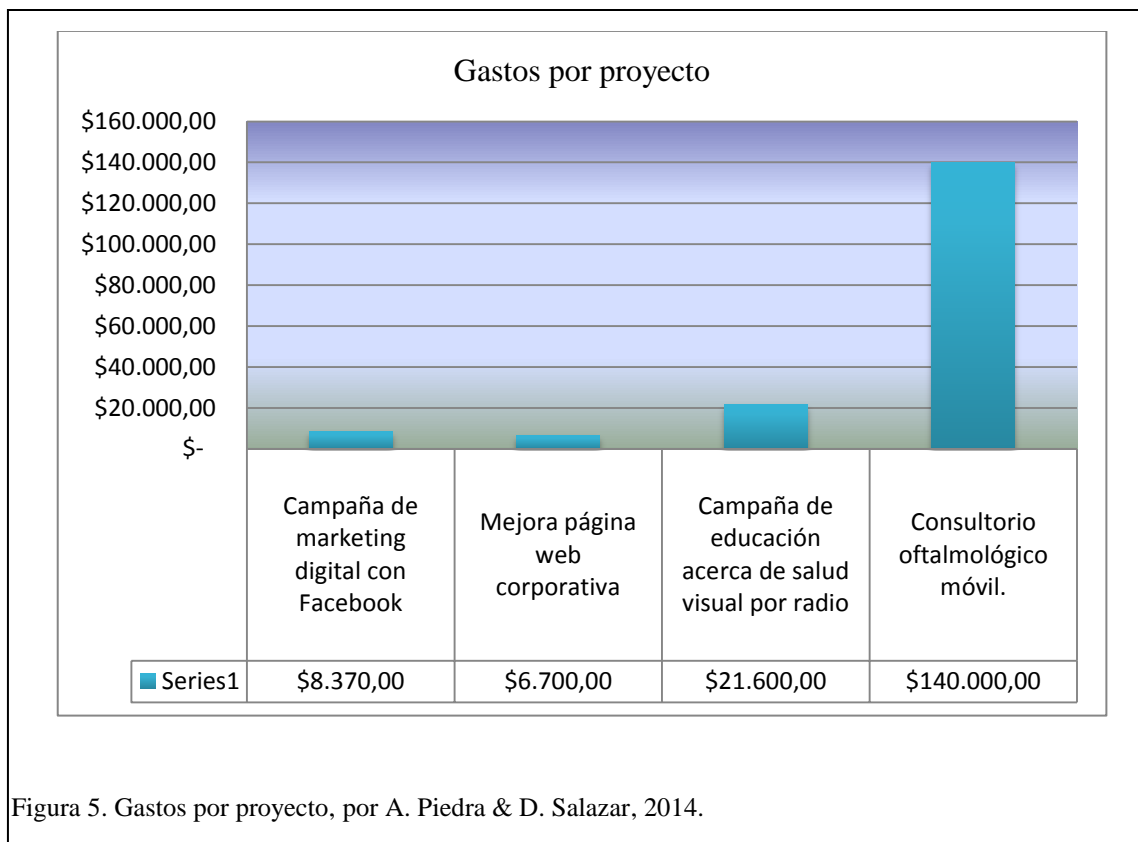 Gastos por proyecto
$160.000,00
$140.000,00
$120.000,00
$100.000,00
$80.000,00
$60.000,00
$40.000,00
$20.000,00
$-
Campaña de
marketing
digital con
Facebook
Mejora página
web
corporativa
Campaña de
educación
acerca de salud
visual por radio
Consultorio
oftalmológico
móvil.
Series1 $8.370,00 $6.700,00 $21.600,00 $140.000,00
Figura 5. Gastos por proyecto, por A. Piedra & D. Salazar, 2014.